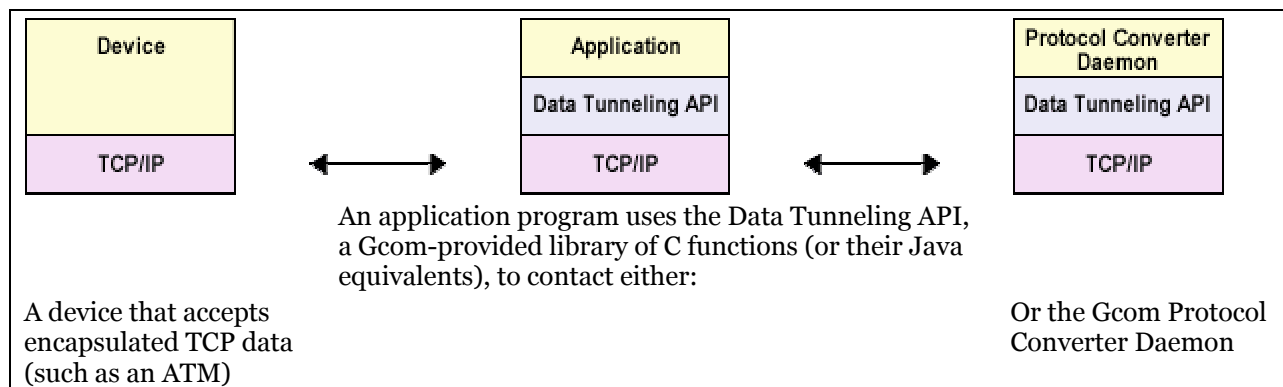 Device
TCP/IP
Application
Data Tunneling API
TCP/IP
Protocol Converter
Daemon
Data Tunneling API
TCP/IP
An application program uses the Data Tunneling API,
a Gcom-provided library of C functions (or their Java
equivalents), to contact either:
A device that accepts
encapsulated TCP data
(such as an ATM)
Or the Gcom Protocol
Converter Daemon